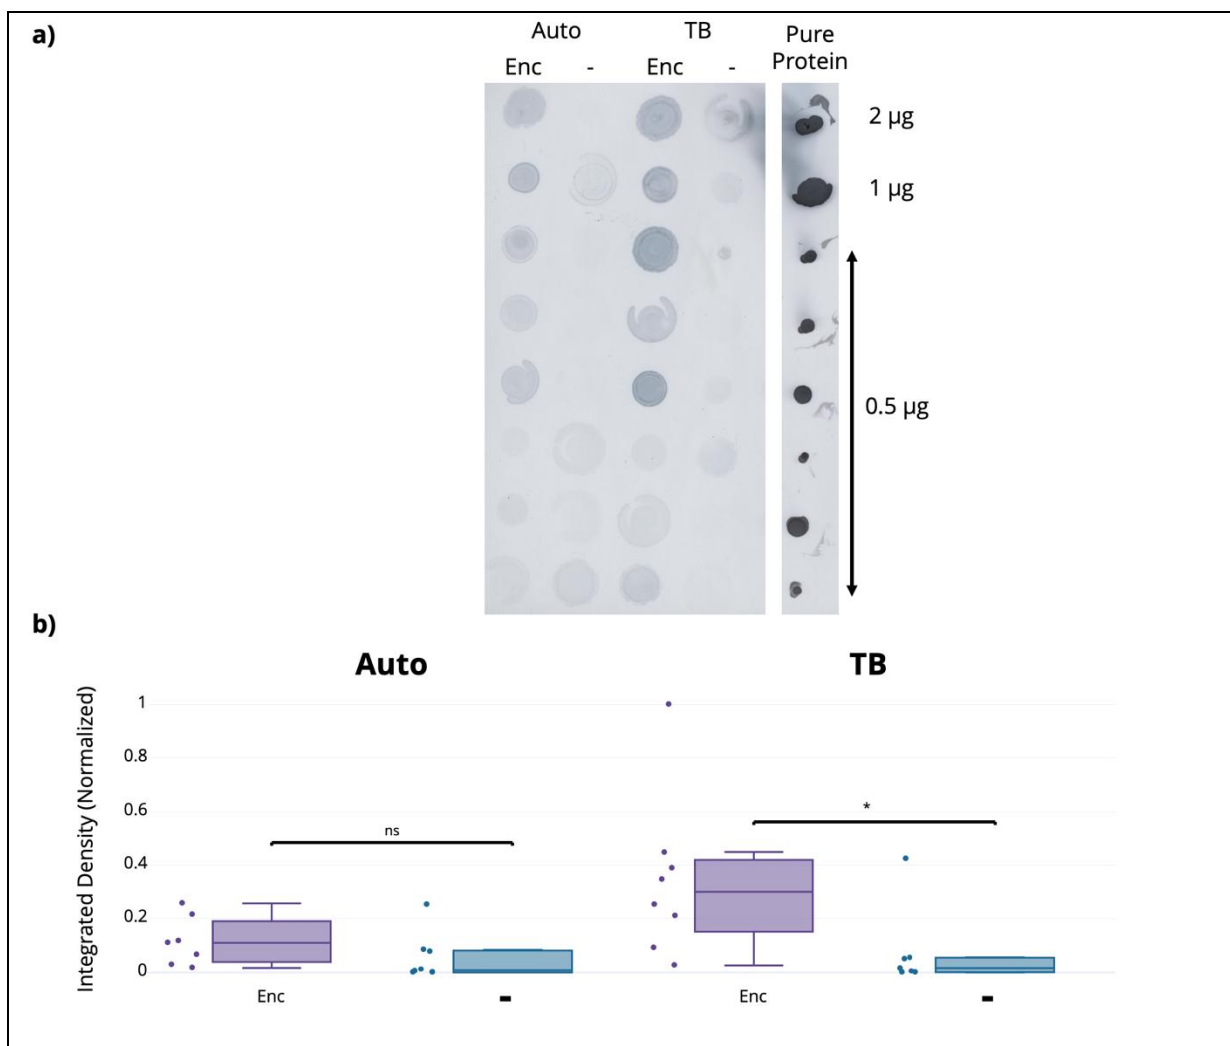 a)
Auto TB Pure Protein
Enc - Enc -
2 µg
1 µg
0.5 µg
b)
Auto TB
Integrated Density (Normalized)
1
0.8
0.6
0.4
0.2
0
ns
*
Enc - Enc -